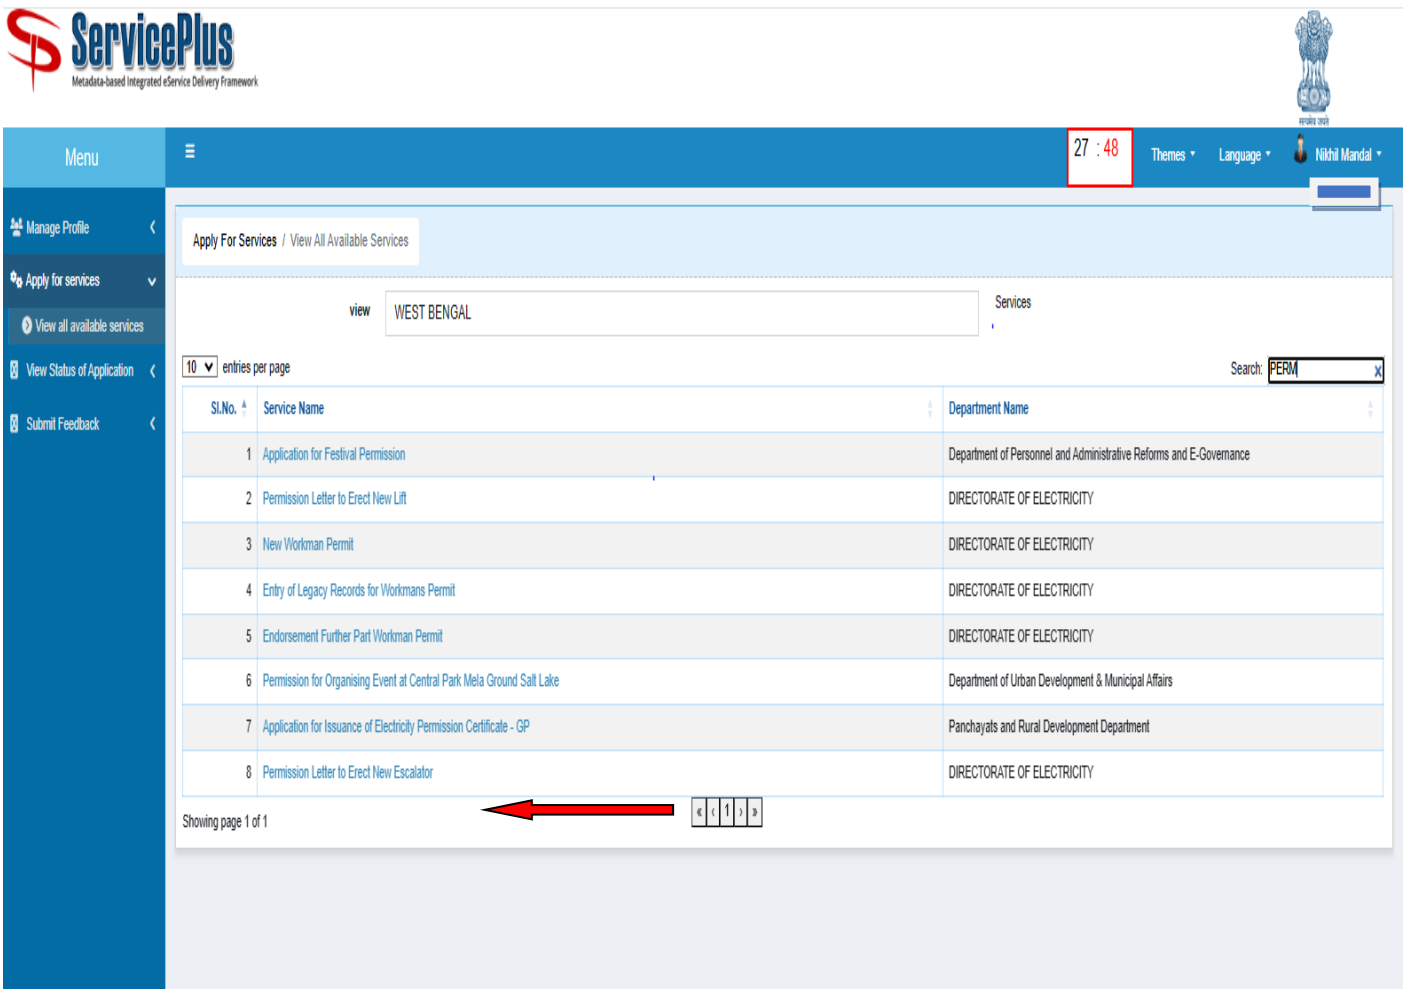 ServicePlus
Metadata-based Integrated eService Delivery Framework
सत्यमेव जयते
Menu
27 : 48
Themes
Language
Nikhil Mandal
Manage Profile
Apply for services
View all available services
View Status of Application
Submit Feedback
Apply For Services / View All Available Services
view WEST BENGAL Services
10 entries per page Search: PERM x
Sl.No. Service Name Department Name
1 Application for Festival Permission Department of Personnel and Administrative Reforms and E-Governance
2 Permission Letter to Erect New Lift DIRECTORATE OF ELECTRICITY
3 New Workman Permit DIRECTORATE OF ELECTRICITY
4 Entry of Legacy Records for Workmans Permit DIRECTORATE OF ELECTRICITY
5 Endorsement Further Part Workman Permit DIRECTORATE OF ELECTRICITY
6 Permission for Organising Event at Central Park Mela Ground Salt Lake Department of Urban Development & Municipal Affairs
7 Application for Issuance of Electricity Permission Certificate - GP Panchayats and Rural Development Department
8 Permission Letter to Erect New Escalator DIRECTORATE OF ELECTRICITY
Showing page 1 of 1 « ‹ 1 › »